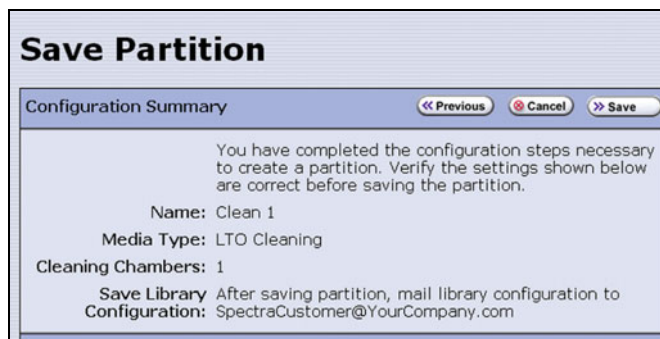 Save Partition
Configuration Summary
Previous
Cancel
Save
You have completed the configuration steps necessary
to create a partition. Verify the settings shown below
are correct before saving the partition.
Name: Clean 1
Media Type: LTO Cleaning
Cleaning Chambers: 1
Save Library After saving partition, mail library configuration to
Configuration: SpectraCustomer@YourCompany.com